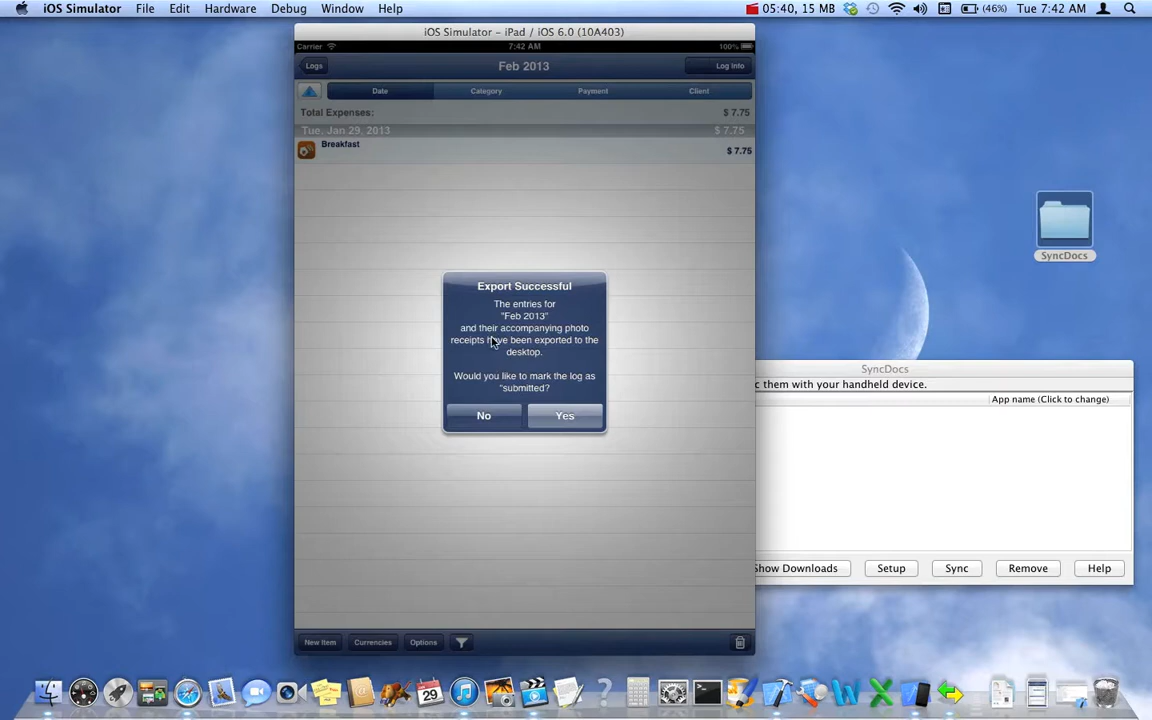 iOS Simulator File Edit Hardware Debug Window Help
05:40, 15 MB (46%) Tue 7:42 AM
iOS Simulator – iPad / iOS 6.0 (10A403)
Carrier 7:42 AM 100%
Logs Feb 2013 Log Info
Date Category Payment Client
Total Expenses: $ 7.75
Tue, Jan 29, 2013 $ 7.75
Breakfast
$ 7.75
SyncDocs
Export Successful
The entries for
"Feb 2013"
and their accompanying photo
receipts have been exported to the
desktop.
Would you like to mark the log as
"submitted?
No Yes
SyncDocs
c them with your handheld device.
App name (Click to change)
Show Downloads Setup Sync Remove Help
New Item Currencies Options
29